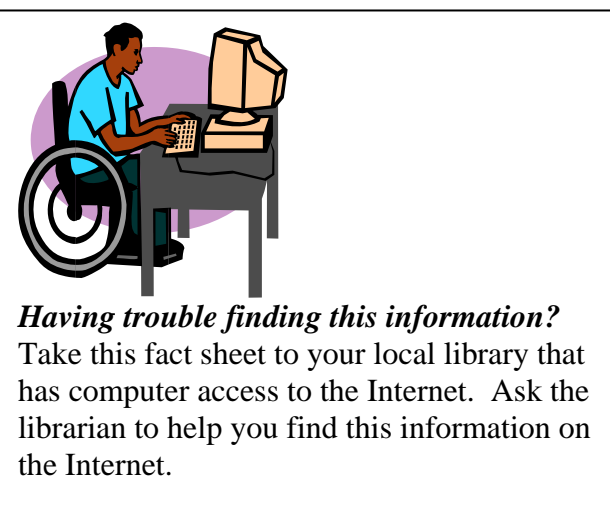 Having trouble finding this information?
Take this fact sheet to your local library that
has computer access to the Internet.  Ask the
librarian to help you find this information on
the Internet.